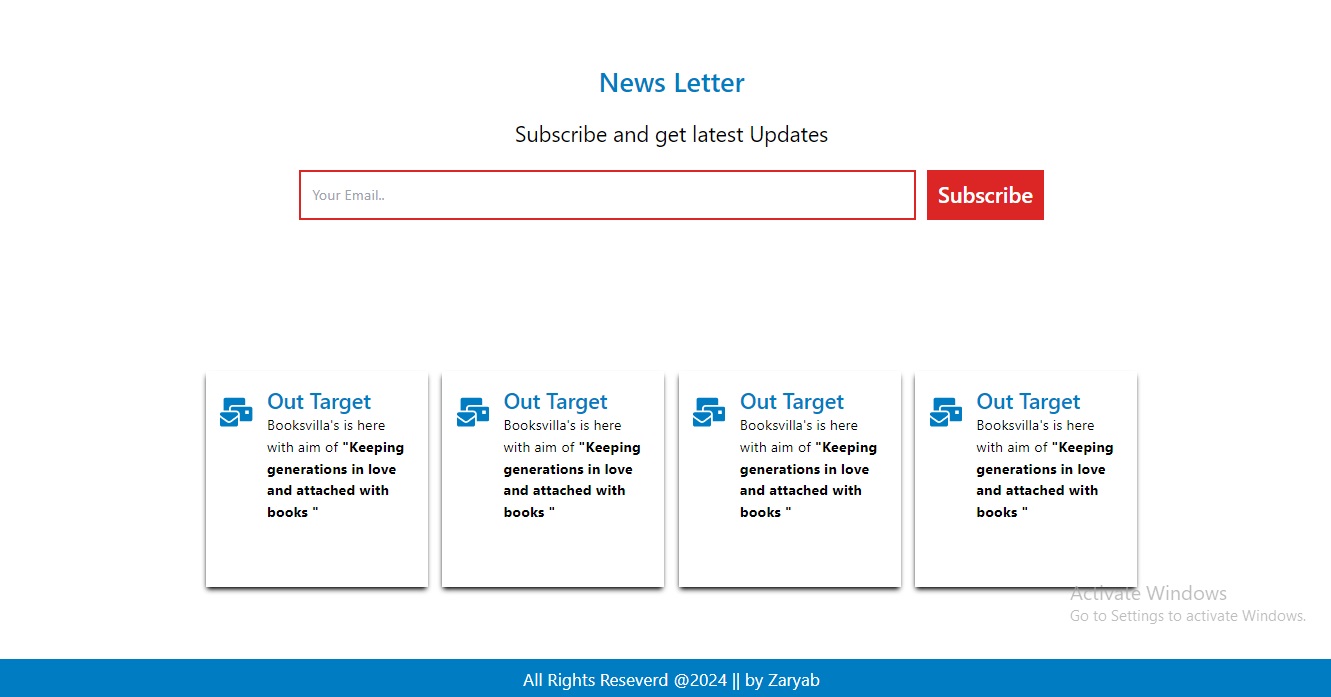 News Letter
Subscribe and get latest Updates
Your Email..
Subscribe
Out Target
Booksvilla's is here
with aim of "Keeping
generations in love
and attached with
books "
Out Target
Booksvilla's is here
with aim of "Keeping
generations in love
and attached with
books "
Out Target
Booksvilla's is here
with aim of "Keeping
generations in love
and attached with
books "
Out Target
Booksvilla's is here
with aim of "Keeping
generations in love
and attached with
books "
Activate Windows
Go to Settings to activate Windows.
All Rights Reseverd @2024 || by Zaryab